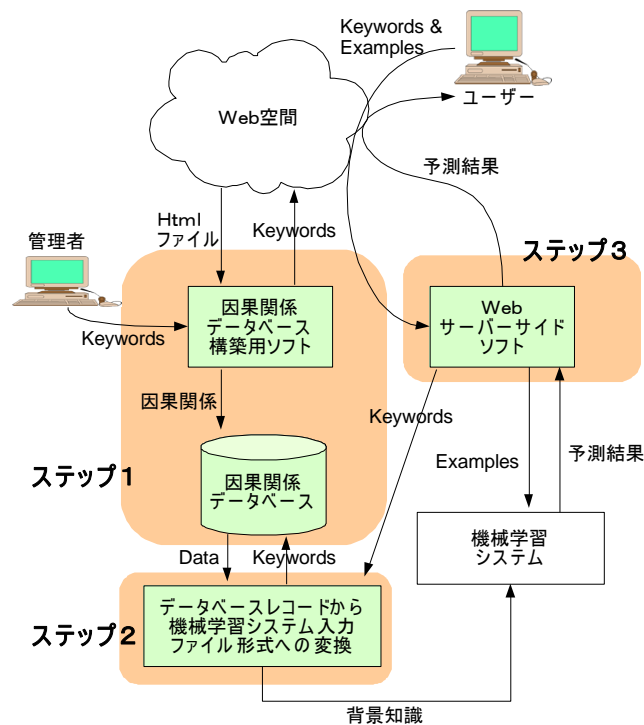 Keywords &
Examples
ユーザー
Web空間
予測結果
Html
ファイル
Keywords
管理者
ステップ3
Keywords
因果関係
データベース
構築用ソフト
Web
サーバーサイド
ソフト
因果関係
Keywords
ステップ1
因果関係
データベース
Examples
予測結果
機械学習
システム
Data
Keywords
ステップ2
データベースレコードから
機械学習システム入力
ファイル形式への変換
背景知識